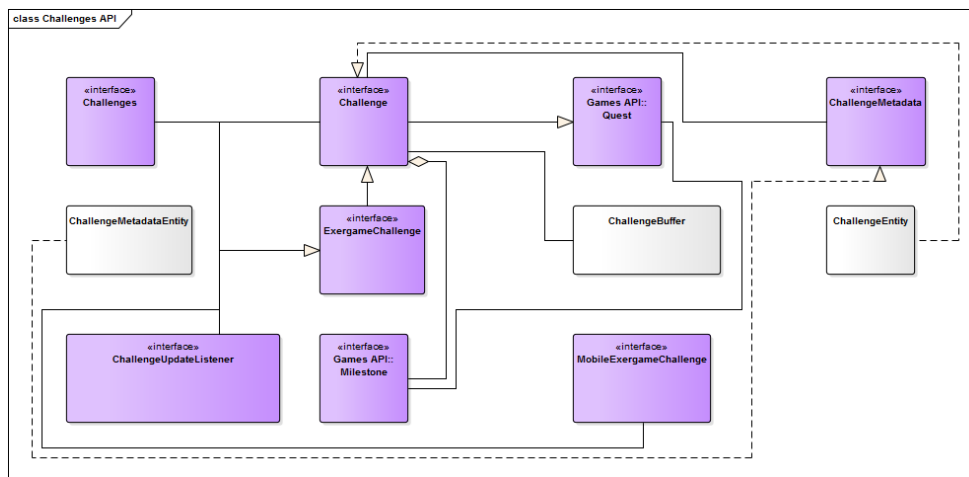 class Challenges API
«interface»
Challenges
«interface»
Challenge
«interface»
Games API::
Quest
«interface»
ChallengeMetadata
ChallengeMetadataEntity
«interface»
ExergameChallenge
ChallengeBuffer
ChallengeEntity
«interface»
ChallengeUpdateListener
«interface»
Games API::
Milestone
«interface»
MobileExergameChallenge